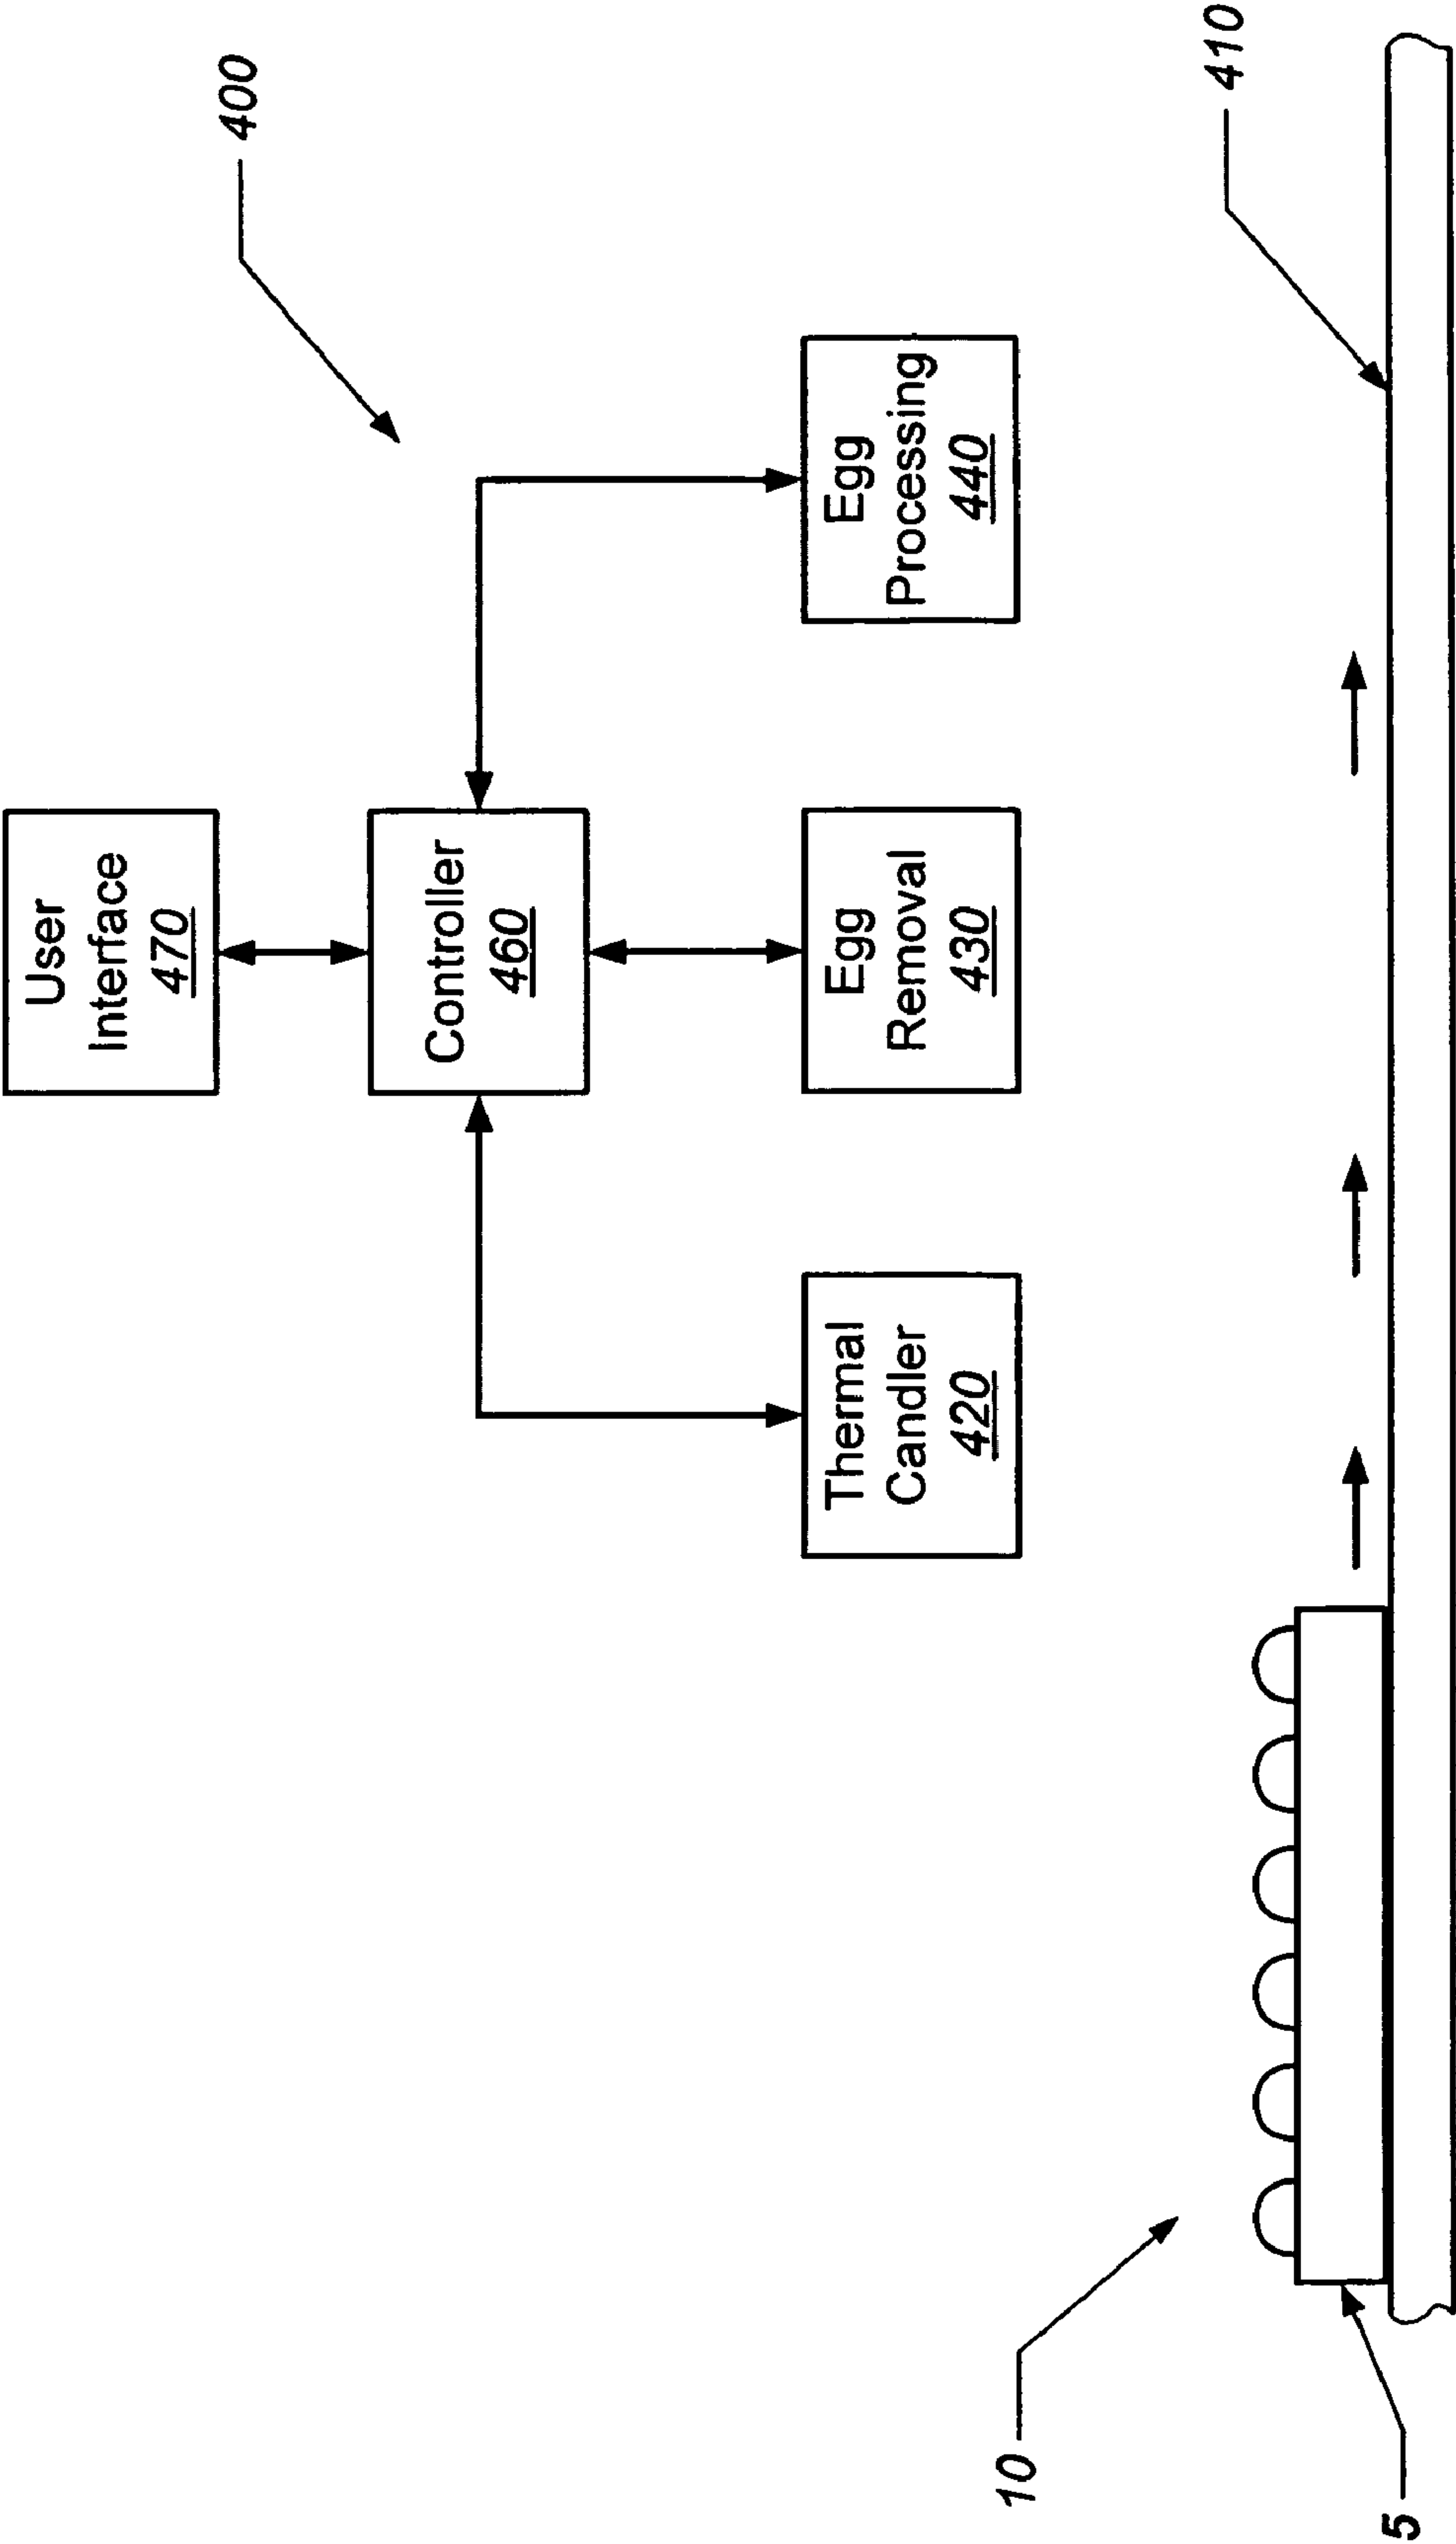 User
Interface
470
400
Controller
460
Thermal
Candler
420
Egg
Removal
430
Egg
Processing
440
10
410
5